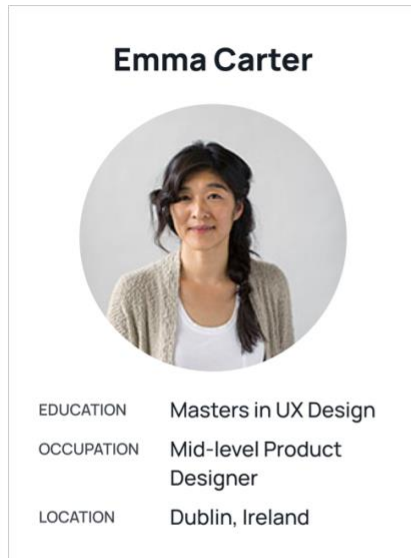 Emma Carter
EDUCATION Masters in UX Design
OCCUPATION Mid-level Product
Designer
LOCATION Dublin, Ireland